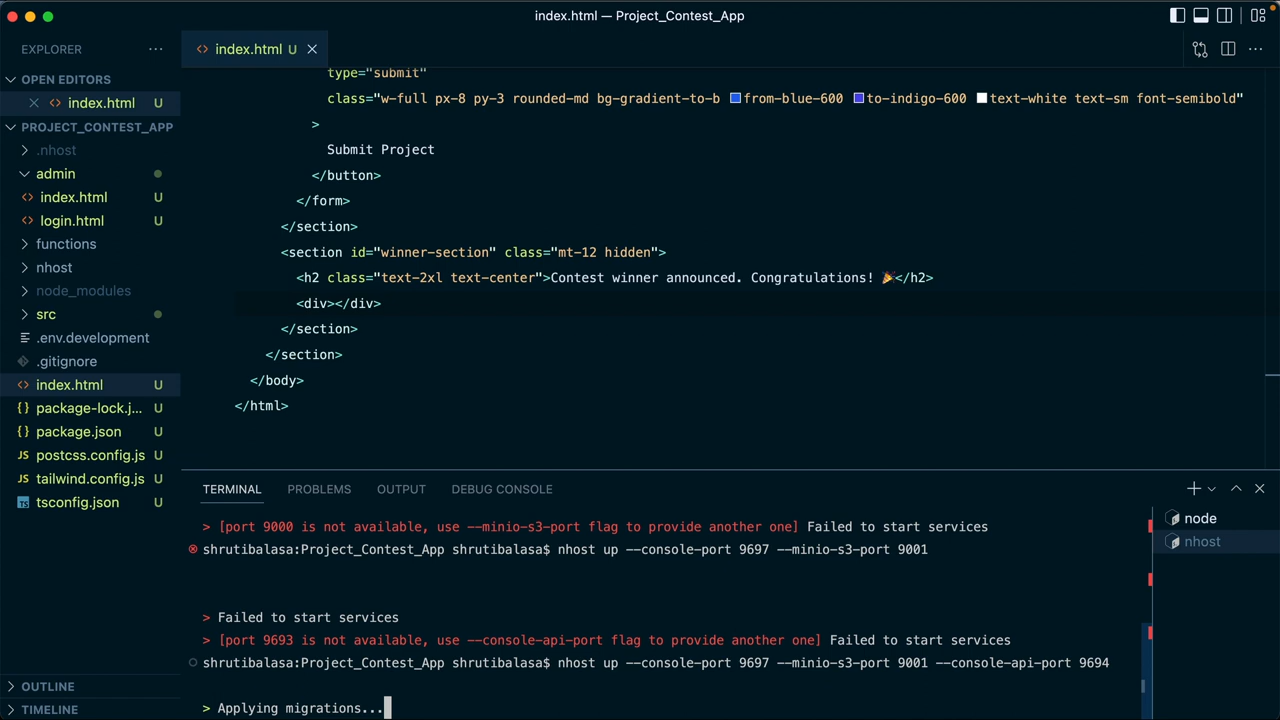 index.html — Project_Contest_App
EXPLORER
OPEN EDITORS
index.html U
PROJECT_CONTEST_APP
.nhost
admin
index.html U
login.html U
functions
nhost
node_modules
src
.env.development
.gitignore
index.html U
package-lock.j... U
package.json U
postcss.config.js U
tailwind.config.js U
tsconfig.json U
OUTLINE
TIMELINE
index.html U
type="submit"
class="w-full px-8 py-3 rounded-md bg-gradient-to-b from-blue-600 to-indigo-600 text-white text-sm font-semibold"
>
Submit Project
</button>
</form>
</section>
<section id="winner-section" class="mt-12 hidden">
<h2 class="text-2xl text-center">Contest winner announced. Congratulations! 🎉</h2>
<div></div>
</section>
</section>
</body>
</html>
TERMINAL PROBLEMS OUTPUT DEBUG CONSOLE
> [port 9000 is not available, use --minio-s3-port flag to provide another one] Failed to start services
shrutibalasa:Project_Contest_App shrutibalasa$ nhost up --console-port 9697 --minio-s3-port 9001
> Failed to start services
> [port 9693 is not available, use --console-api-port flag to provide another one] Failed to start services
shrutibalasa:Project_Contest_App shrutibalasa$ nhost up --console-port 9697 --minio-s3-port 9001 --console-api-port 9694
> Applying migrations...
node
nhost